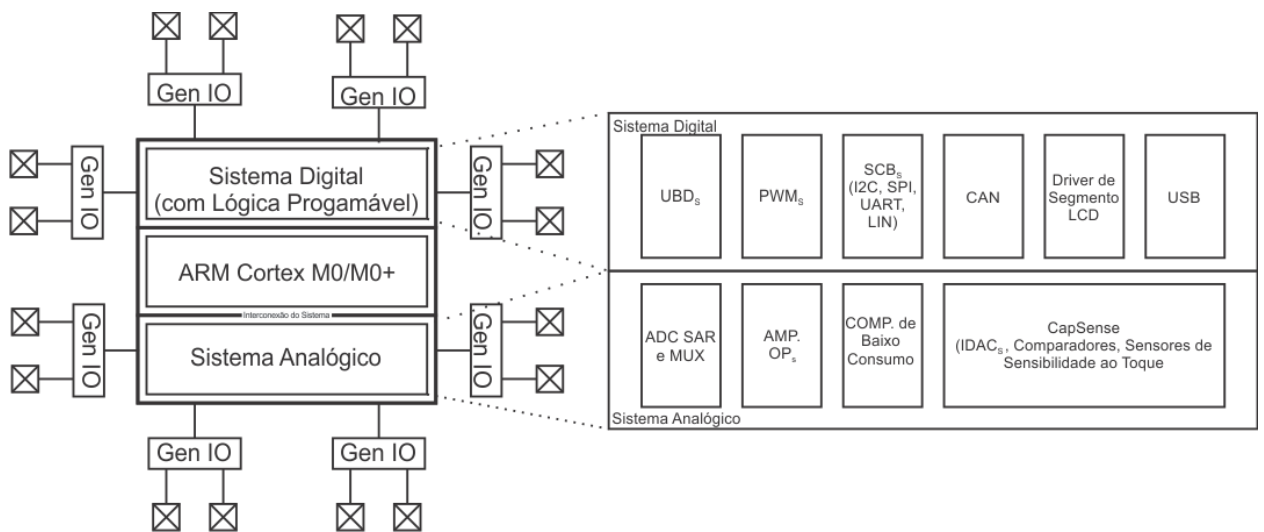 Gen IO
Gen IO
Gen IO
Sistema Digital
(com Lógica Progamável)
Gen IO
ARM Cortex M0/M0+
Interconexão do Sistema
Gen IO
Sistema Analógico
Gen IO
Gen IO
Gen IO
Sistema Digital
UBDs
PWMs
SCBs
(I2C, SPI,
UART,
LIN)
CAN
Driver de
Segmento
LCD
USB
ADC SAR
e MUX
AMP.
OPs
COMP. de
Baixo
Consumo
CapSense
(IDACs, Comparadores, Sensores de
Sensibilidade ao Toque
Sistema Analógico